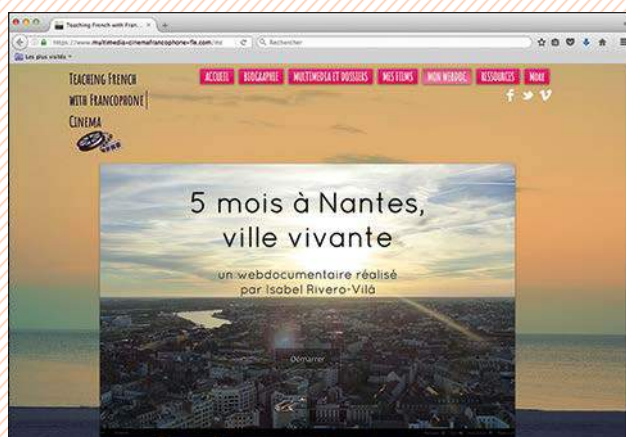 Teaching French with Fran...
https://www.multimedia-cinemafrancophone-fle.com/
Rechercher
Les plus visités
TEACHING FRENCH
WITH FRANCOPHONE
CINEMA
ACCUEIL
BIOGRAPHIE
MULTIMEDIA ET DOSSIERS
MES FILMS
MON WEBDOC
RESSOURCES
MORE
5 mois à Nantes,
ville vivante
un webdocumentaire réalisé
par Isabel Rivero-Vilà
Démarrer